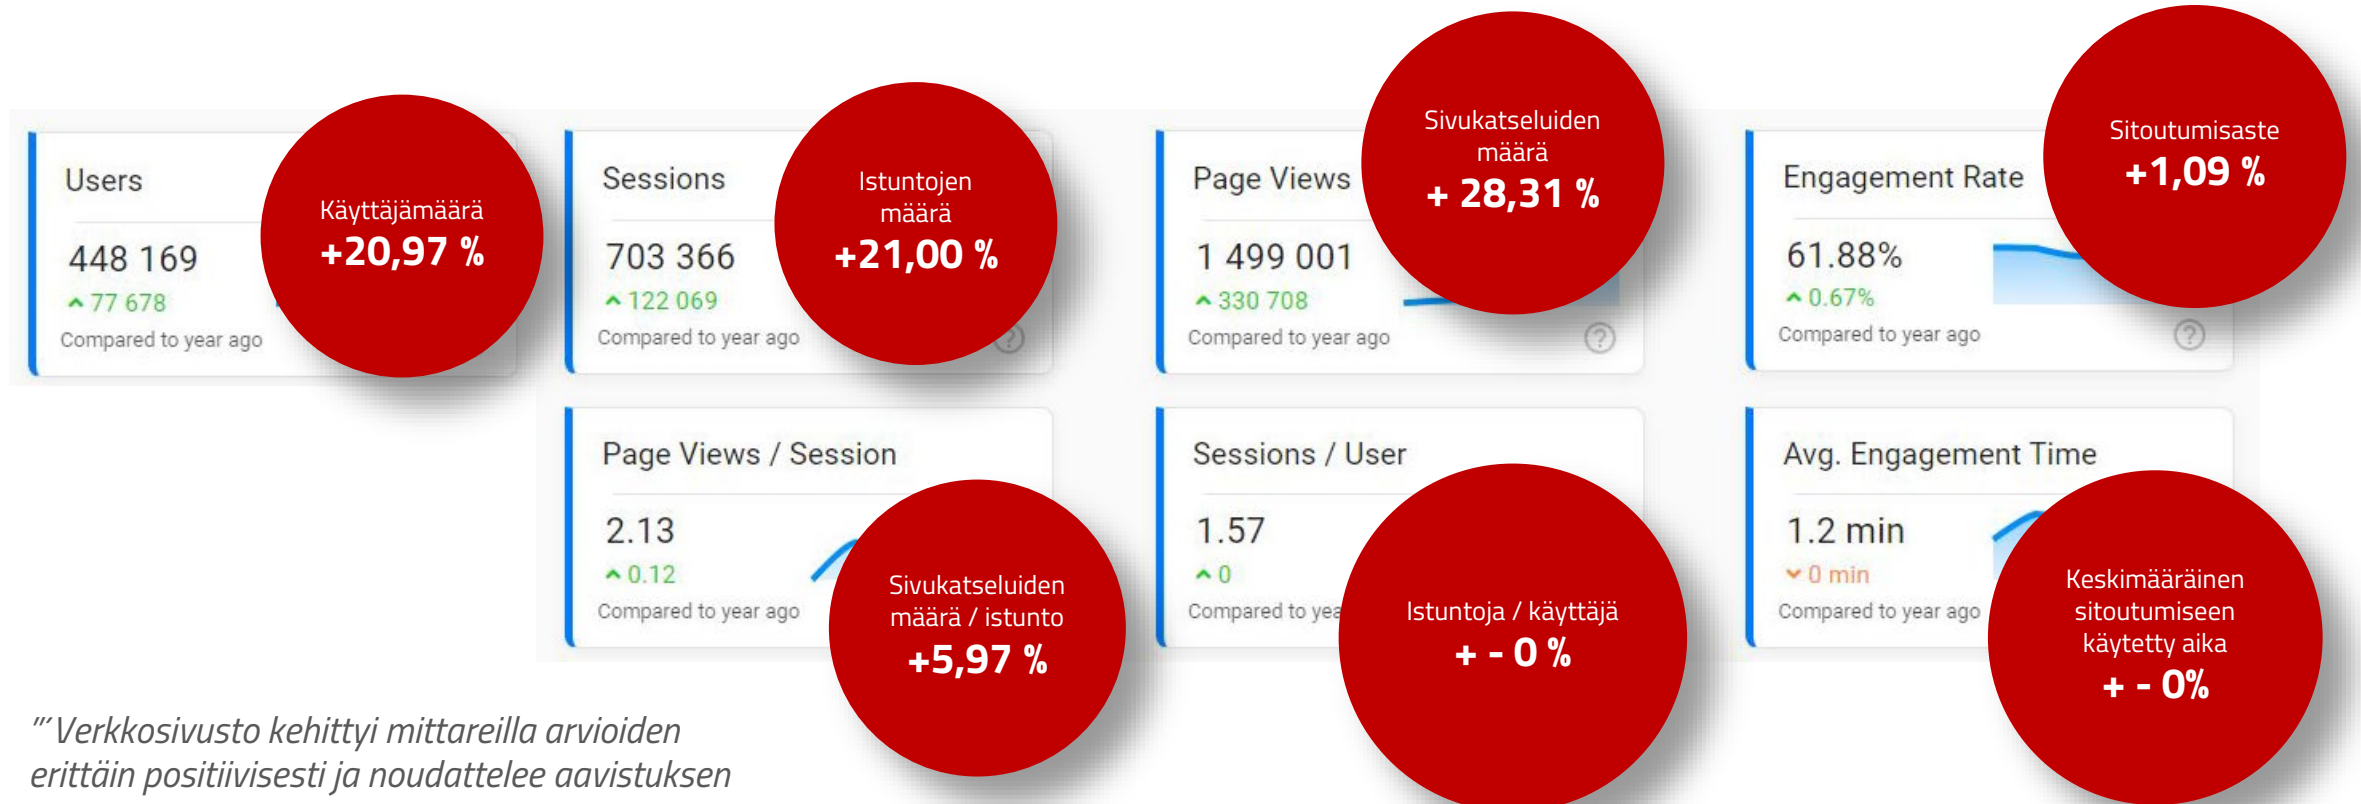 Users
448 169
77 678
Compared to year ago
Käyttäjämäärä
+20,97 %
Sessions
703 366
122 069
Compared to year ago
Istuntojen
määrä
+21,00 %
Page Views
1 499 001
330 708
Compared to year ago
Sivukatseluiden
määrä
+ 28,31 %
Engagement Rate
61.88%
0.67%
Compared to year ago
Sitoutumisaste
+1,09 %
Page Views / Session
2.13
0.12
Compared to year ago
Sivukatseluiden
määrä / istunto
+5,97 %
Sessions / User
1.57
0
Compared to yea
Istuntoja / käyttäjä
+ - 0 %
Avg. Engagement Time
1.2 min
0 min
Compared to year ago
Keskimääräinen
sitoutumiseen
käytetty aika
+ - 0%
”´Verkkosivusto kehittyi mittareilla arvioiden
erittäin positiivisesti ja noudattelee aavistuksen